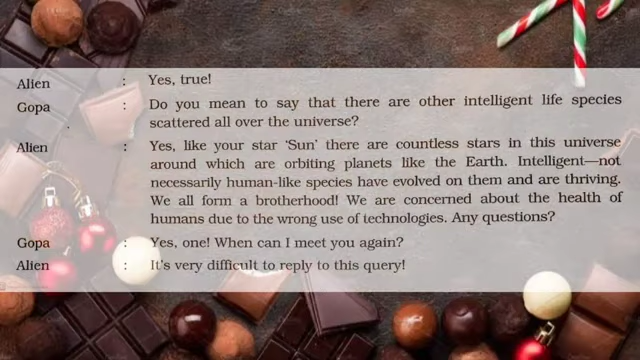 Alien : Yes, true!
Gopa : Do you mean to say that there are other intelligent life species
scattered all over the universe?
Alien : Yes, like your star ‘Sun’ there are countless stars in this universe
around which are orbiting planets like the Earth. Intelligent—not
necessarily human-like species have evolved on them and are thriving.
We all form a brotherhood! We are concerned about the health of
humans due to the wrong use of technologies. Any questions?
Gopa : Yes, one! When can I meet you again?
Alien : It’s very difficult to reply to this query!